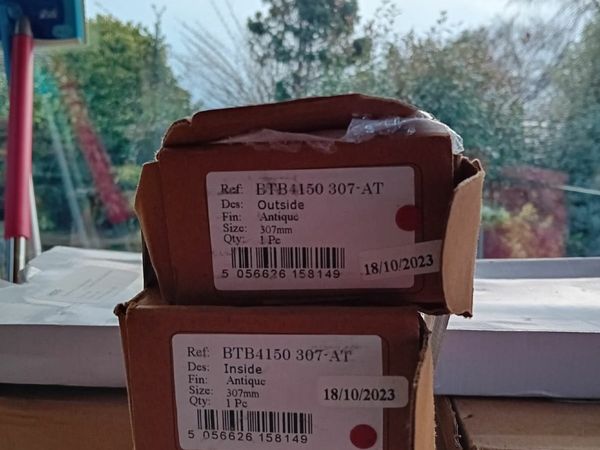 Ref: BTB4150 307-AT
Des: Outside
Fin: Antique
Size: 307mm
Qty: 1 Pc
5 056626 158149
18/10/2023
Ref: BTB4150 307-AT
Des: Inside
Fin: Antique
Size: 307mm
Qty: 1 Pc
5 056626 158149
18/10/2023